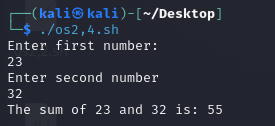 ┌──(kali㉿kali)-[~/Desktop]
└─$ ./os2,4.sh
Enter first number:
23
Enter second number
32
The sum of 23 and 32 is: 55